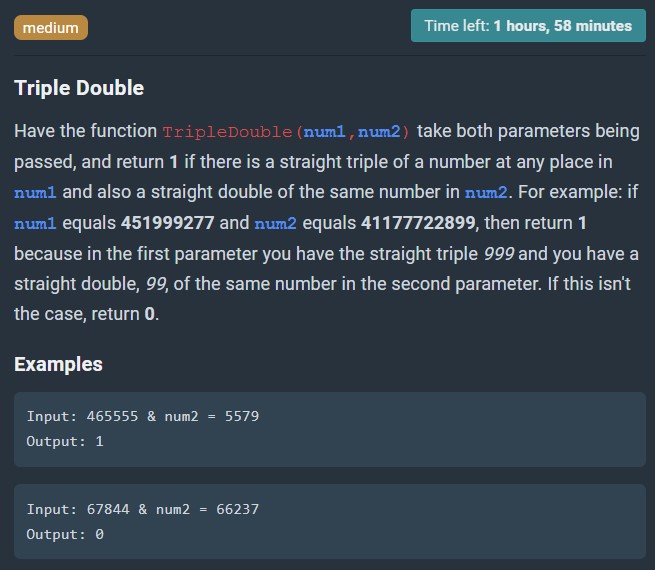 medium
Time left: 1 hours, 58 minutes
Triple Double
Have the function TripleDouble(num1,num2) take both parameters being
passed, and return 1 if there is a straight triple of a number at any place in
num1 and also a straight double of the same number in num2. For example: if
num1 equals 451999277 and num2 equals 41177722899, then return 1
because in the first parameter you have the straight triple 999 and you have a
straight double, 99, of the same number in the second parameter. If this isn't
the case, return 0.
Examples
Input: 465555 & num2 = 5579
Output: 1
Input: 67844 & num2 = 66237
Output: 0